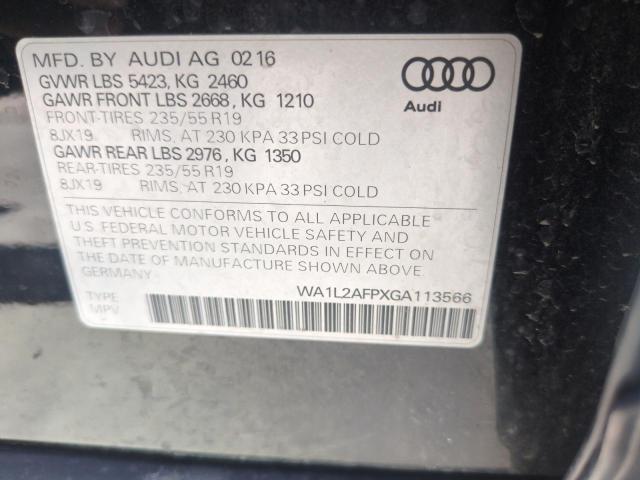 MFD. BY AUDI AG 02 16
GVWR LBS 5423, KG 2460
GAWR FRONT LBS 2668, KG 1210
FRONT-TIRES 235/55 R19
8JX19 RIMS, AT 230 KPA 33 PSI COLD
GAWR REAR LBS 2976, KG 1350
REAR-TIRES 235/55 R19
8JX19 RIMS, AT 230 KPA 33 PSI COLD
THIS VEHICLE CONFORMS TO ALL APPLICABLE
U.S. FEDERAL MOTOR VEHICLE SAFETY AND
THEFT PREVENTION STANDARDS IN EFFECT ON
THE DATE OF MANUFACTURE SHOWN ABOVE
GERMANY
WA1L2AFPXGA113566
TYPE
MPV
Audi